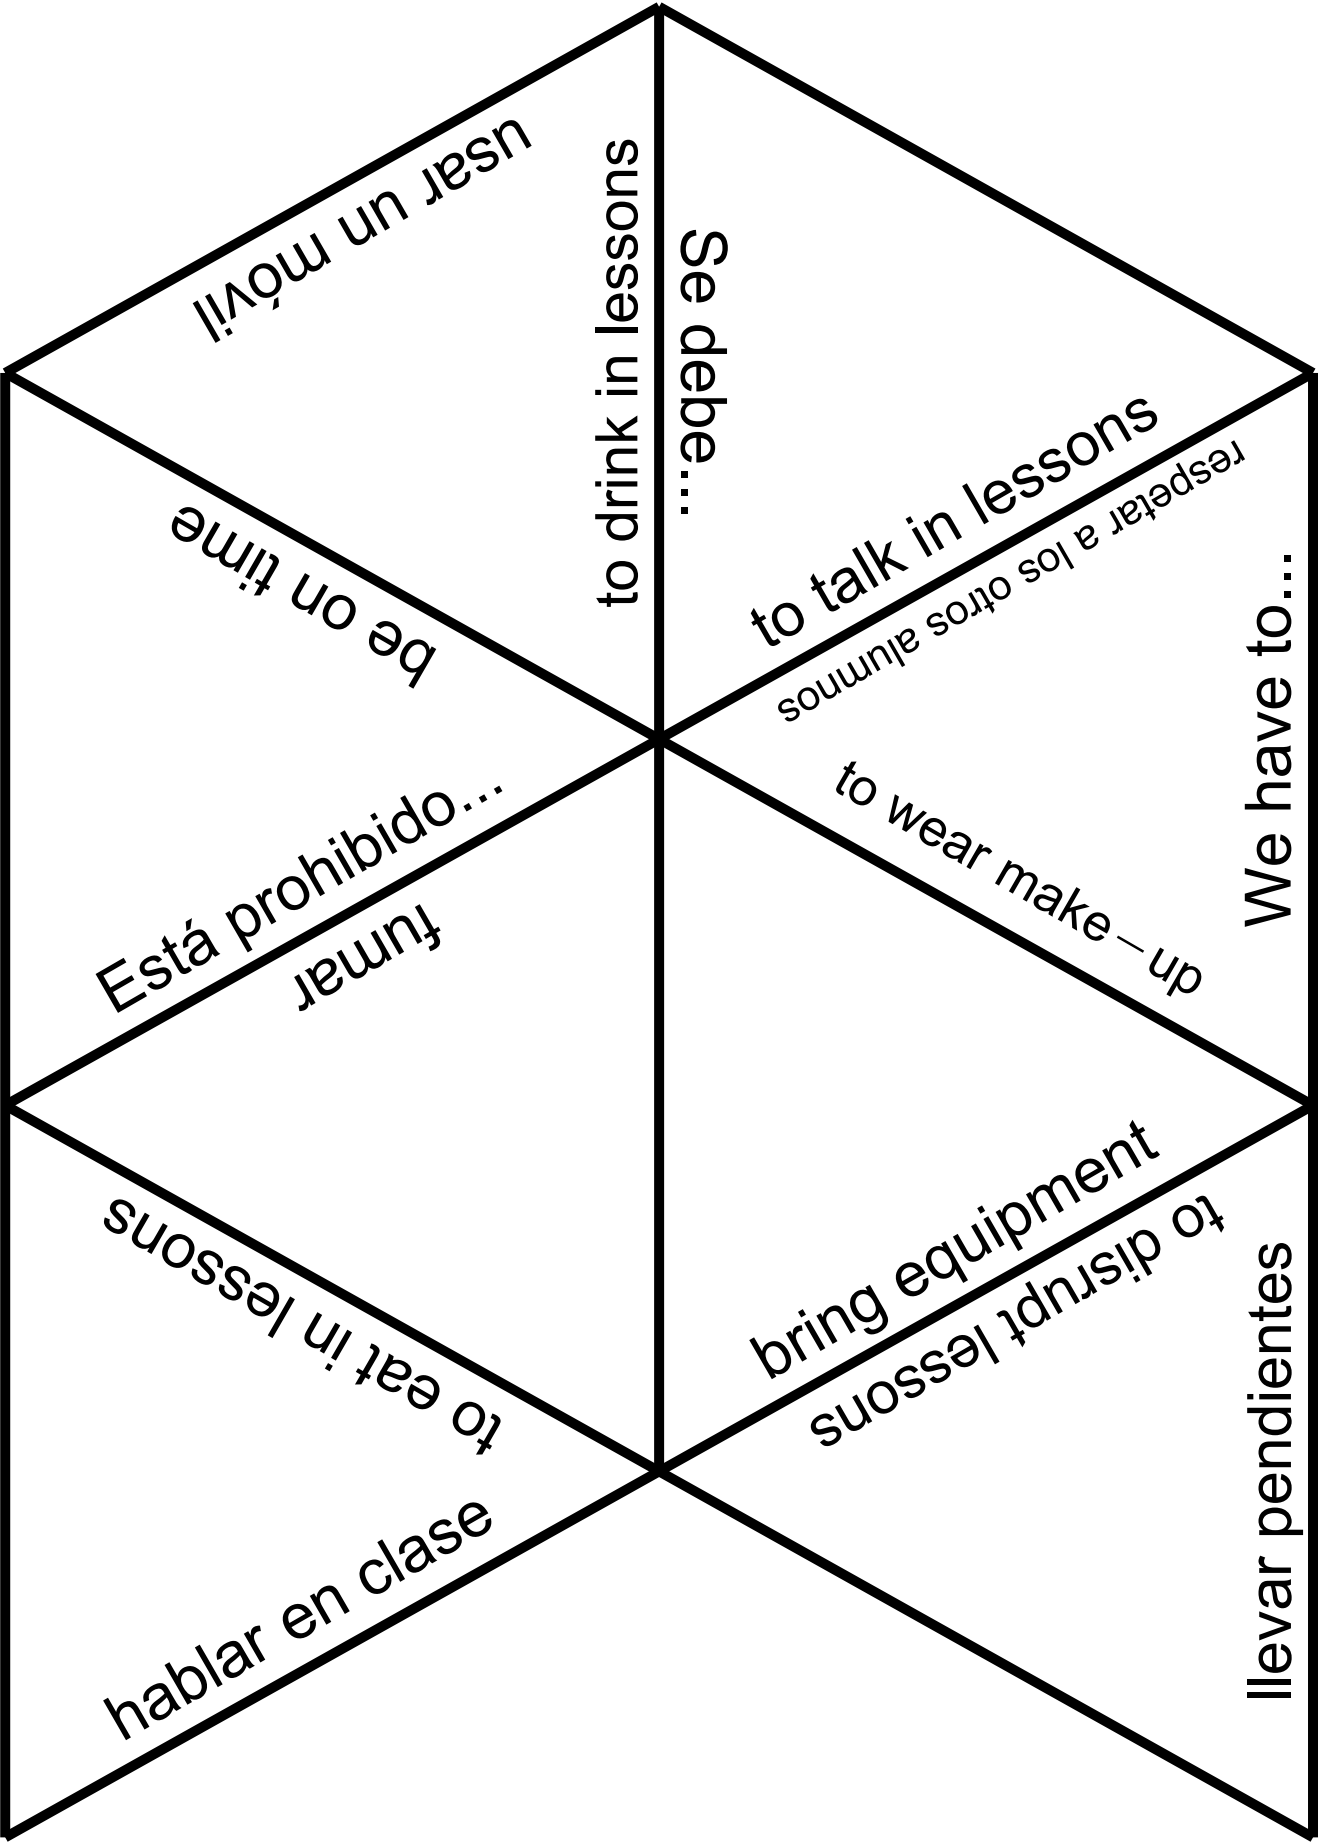 usar un móvil
to drink in lessons
Se debe...
to talk in lessons
respetar a los otros alumnos
be on time
We have to...
Está prohibido...
to wear make–up
fumar
bring equipment
to eat in lessons
to disrupt lessons
llevar pendientes
hablar en clase